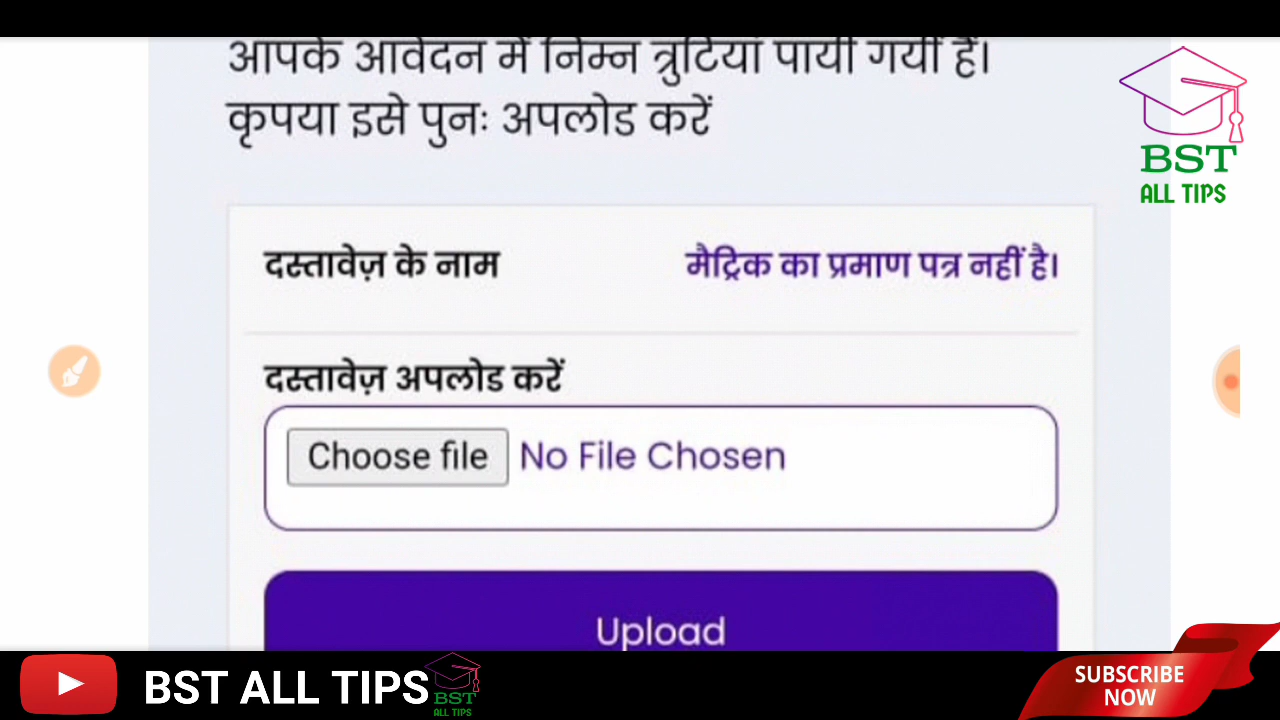 आपके आवेदन में निम्न त्रुटियां पायी गयी हैं।
कृपया इसे पुनः अपलोड करें
BST
ALL TIPS
दस्तावेज़ के नाम
मैट्रिक का प्रमाण पत्र नहीं है।
दस्तावेज़ अपलोड करें
Choose file No File Chosen
Upload
BST ALL TIPS
BST
ALL TIPS
SUBSCRIBE
NOW